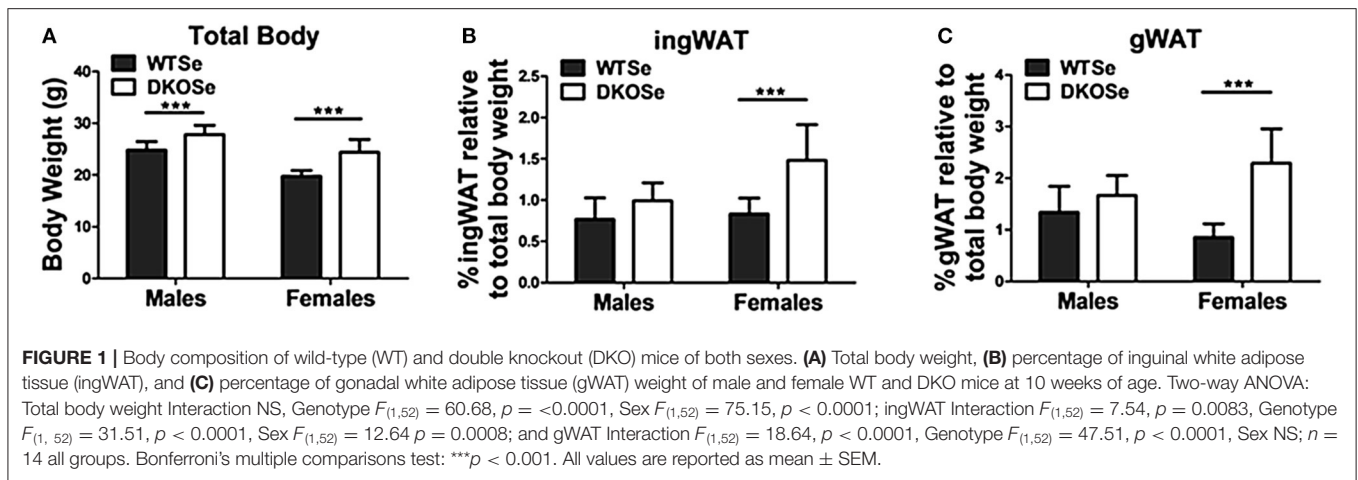 A
Total Body
WTSe
DKOSe
Body Weight (g)
40
30
20
10
0
***
***
Males
Females
B
ingWAT
WTSe
DKOSe
%ingWAT relative
to total body weight
2.5
2.0
1.5
1.0
0.5
0.0
***
Males
Females
C
gWAT
WTSe
DKOSe
%gWAT relative to
total body weight
4
3
2
1
0
***
Males
Females
FIGURE 1 | Body composition of wild-type (WT) and double knockout (DKO) mice of both sexes. (A) Total body weight, (B) percentage of inguinal white adipose
tissue (ingWAT), and (C) percentage of gonadal white adipose tissue (gWAT) weight of male and female WT and DKO mice at 10 weeks of age. Two-way ANOVA:
Total body weight Interaction NS, Genotype F(1,52) = 60.68, p = <0.0001, Sex F(1,52) = 75.15, p < 0.0001; ingWAT Interaction F(1,52) = 7.54, p = 0.0083, Genotype
F(1, 52) = 31.51, p < 0.0001, Sex F(1,52) = 12.64 p = 0.0008; and gWAT Interaction F(1,52) = 18.64, p < 0.0001, Genotype F(1,52) = 47.51, p < 0.0001, Sex NS; n =
14 all groups. Bonferroni's multiple comparisons test: ***p < 0.001. All values are reported as mean ± SEM.